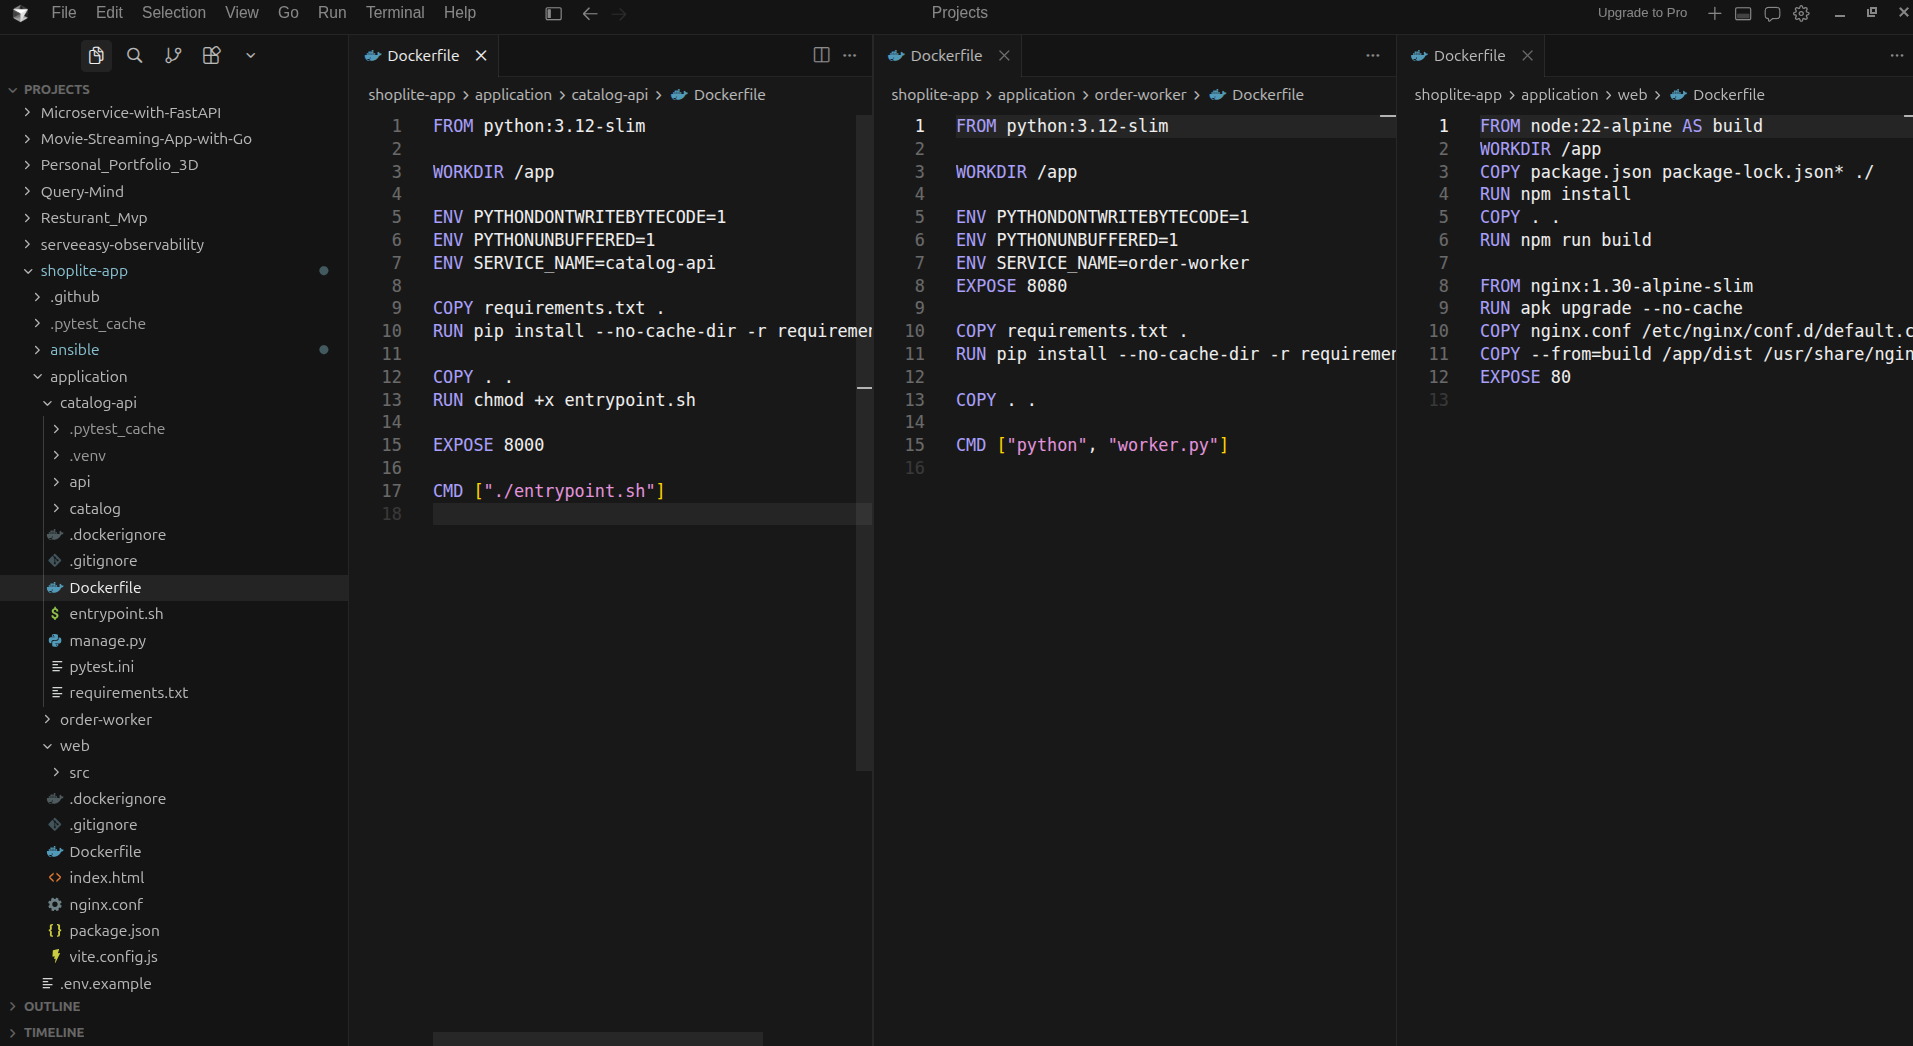 File Edit Selection View Go Run Terminal Help
Projects
Upgrade to Pro
PROJECTS
Microservice-with-FastAPI
Movie-Streaming-App-with-Go
Personal_Portfolio_3D
Query-Mind
Resturant_Mvp
serveeasy-observability
shoplite-app
.github
.pytest_cache
ansible
application
catalog-api
.pytest_cache
.venv
api
catalog
.dockerignore
.gitignore
Dockerfile
entrypoint.sh
manage.py
pytest.ini
requirements.txt
order-worker
web
src
.dockerignore
.gitignore
Dockerfile
index.html
nginx.conf
package.json
vite.config.js
.env.example
OUTLINE
TIMELINE
Dockerfile
shoplite-app > application > catalog-api > Dockerfile
1 FROM python:3.12-slim
2
3 WORKDIR /app
4
5 ENV PYTHONDONTWRITEBYTECODE=1
6 ENV PYTHONUNBUFFERED=1
7 ENV SERVICE_NAME=catalog-api
8
9 COPY requirements.txt .
10 RUN pip install --no-cache-dir -r requiremen
11
12 COPY . .
13 RUN chmod +x entrypoint.sh
14
15 EXPOSE 8000
16
17 CMD ["./entrypoint.sh"]
18
Dockerfile
shoplite-app > application > order-worker > Dockerfile
1 FROM python:3.12-slim
2
3 WORKDIR /app
4
5 ENV PYTHONDONTWRITEBYTECODE=1
6 ENV PYTHONUNBUFFERED=1
7 ENV SERVICE_NAME=order-worker
8 EXPOSE 8080
9
10 COPY requirements.txt .
11 RUN pip install --no-cache-dir -r requiremen
12
13 COPY . .
14
15 CMD ["python", "worker.py"]
16
Dockerfile
shoplite-app > application > web > Dockerfile
1 FROM node:22-alpine AS build
2 WORKDIR /app
3 COPY package.json package-lock.json* ./
4 RUN npm install
5 COPY . .
6 RUN npm run build
7
8 FROM nginx:1.30-alpine-slim
9 RUN apk upgrade --no-cache
10 COPY nginx.conf /etc/nginx/conf.d/default.c
11 COPY --from=build /app/dist /usr/share/ngin
12 EXPOSE 80
13